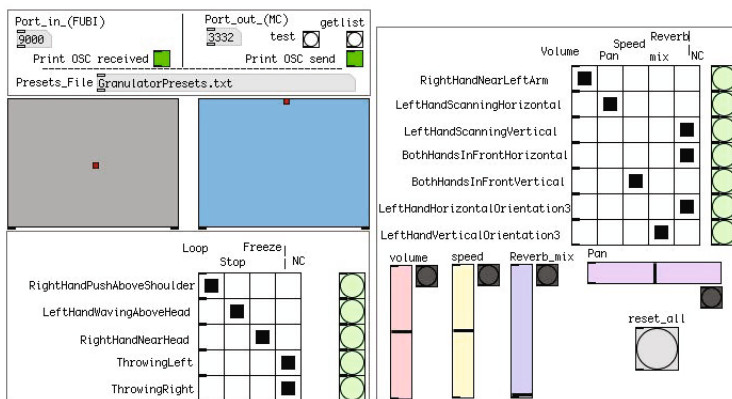 Port_in_(FUBI)
9000
Print OSC received
Port_out_(MC)
getlist
3332
test
Print OSC send
Presets_File
GranulatorPresets.txt
Loop
Freeze
Stop
NC
RightHandPushAboveShoulder
LeftHandWavingAboveHead
RightHandNearHead
ThrowingLeft
ThrowingRight
Reverb
Speed
Volume
Pan
mix
NC
RightHandNearLeftArm
LeftHandScanningHorizontal
LeftHandScanningVertical
BothHandsInFrontHorizontal
BothHandsInFrontVertical
LeftHandHorizontalOrientation3
LeftHandVerticalOrientation3
volume
speed
Reverb_mix
Pan
reset_all